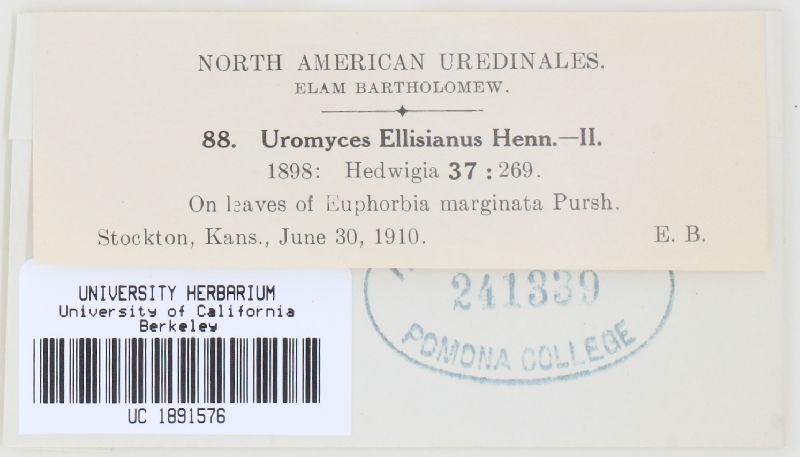 NORTH AMERICAN UREDINALES.
ELAM BARTHOLOMEW.
88. Uromyces Ellisianus Henn.—II.
1898: Hedwigia 37 : 269.
On leaves of Euphorbia marginata Pursh.
Stockton, Kans., June 30, 1910. E. B.
UNIVERSITY HERBARIUM
University of California
Berkeley
UC 1891576
241339
POMONA COLLEGE